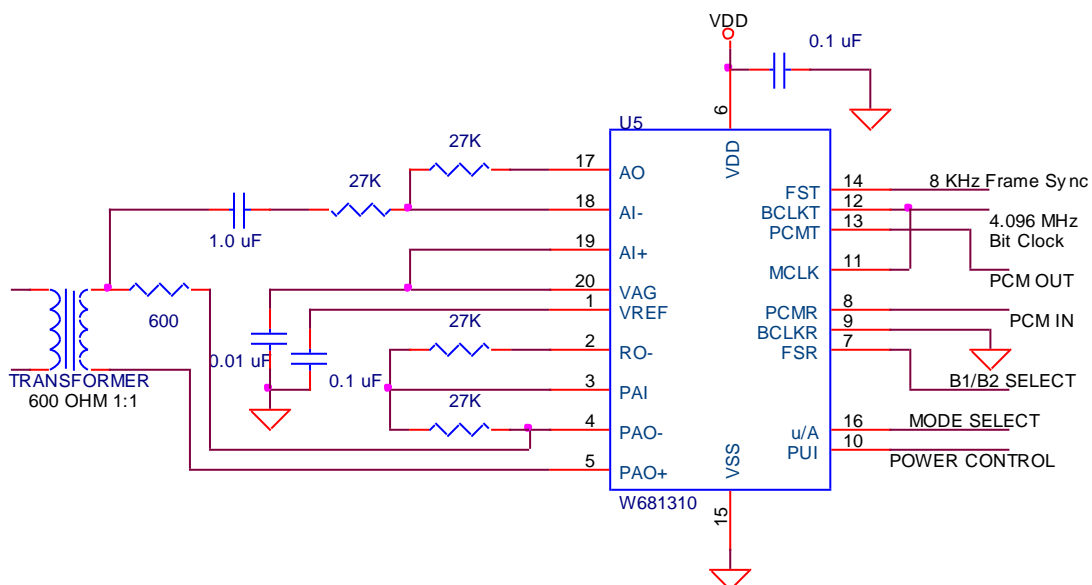 VDD
0.1 uF
6
U5
VDD
27K
17
AO
27K
18
AI-
1.0 uF
19
AI+
20
VAG
1
VREF
600
27K
2
RO-
0.01 uF
0.1 uF
3
PAI
TRANSFORMER
600 OHM 1:1
27K
4
PAO-
5
PAO+
VSS
W681310
15
FST
14
8 KHz Frame Sync
BCLKT
12
4.096 MHz
Bit Clock
PCMT
13
MCLK
11
PCM OUT
PCMR
8
PCM IN
BCLKR
9
FSR
7
B1/B2 SELECT
u/A
16
MODE SELECT
PUI
10
POWER CONTROL